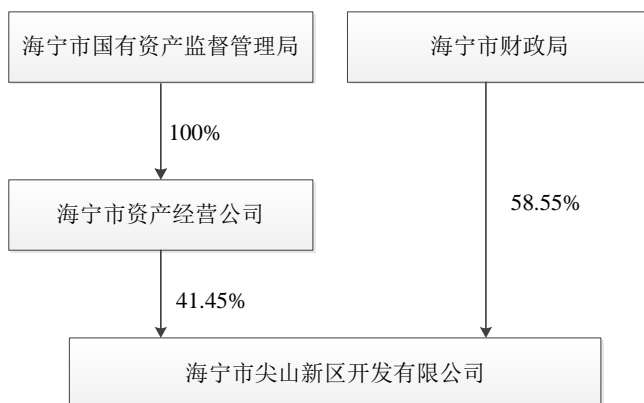 海宁市国有资产监督管理局
海宁市财政局
100%
海宁市资产经营公司
58.55%
41.45%
海宁市尖山新区开发有限公司